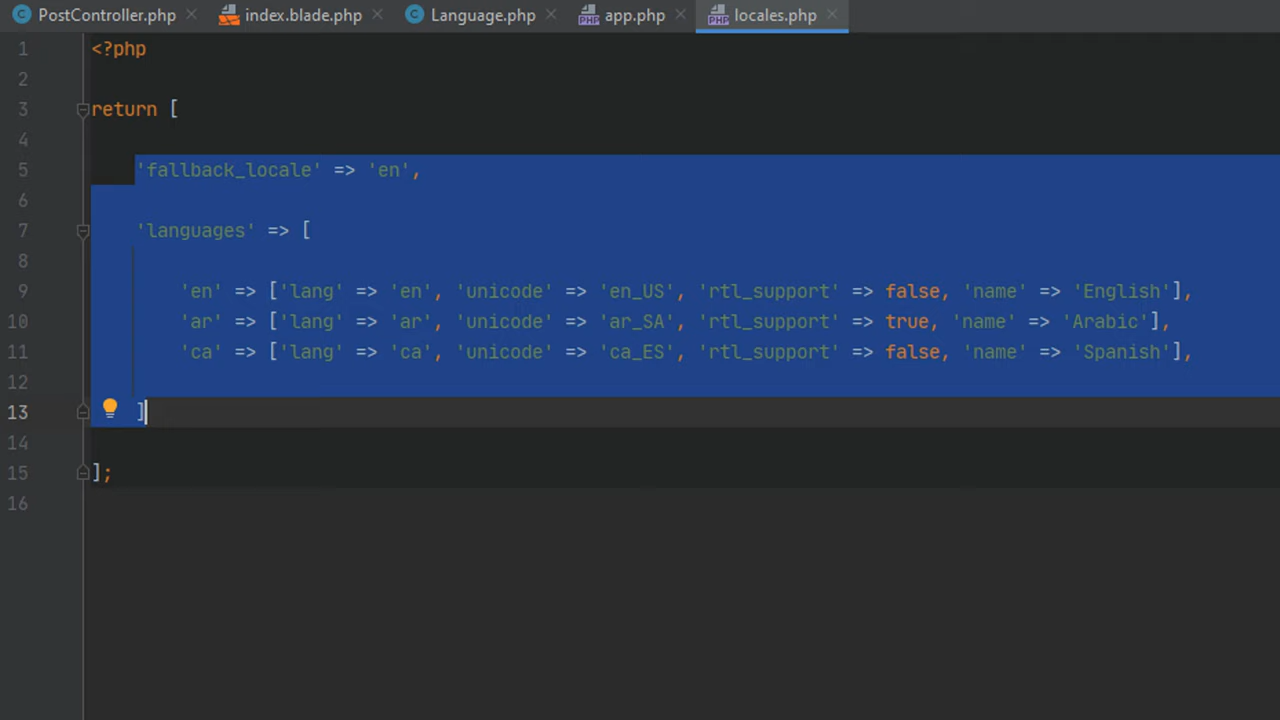 PostController.php index.blade.php Language.php app.php locales.php
1 <?php
2
3 return [
4
5 'fallback_locale' => 'en',
6
7 'languages' => [
8
9 'en' => ['lang' => 'en', 'unicode' => 'en_US', 'rtl_support' => false, 'name' => 'English'],
10 'ar' => ['lang' => 'ar', 'unicode' => 'ar_SA', 'rtl_support' => true, 'name' => 'Arabic'],
11 'ca' => ['lang' => 'ca', 'unicode' => 'ca_ES', 'rtl_support' => false, 'name' => 'Spanish'],
12
13 ]
14
15 ];
16